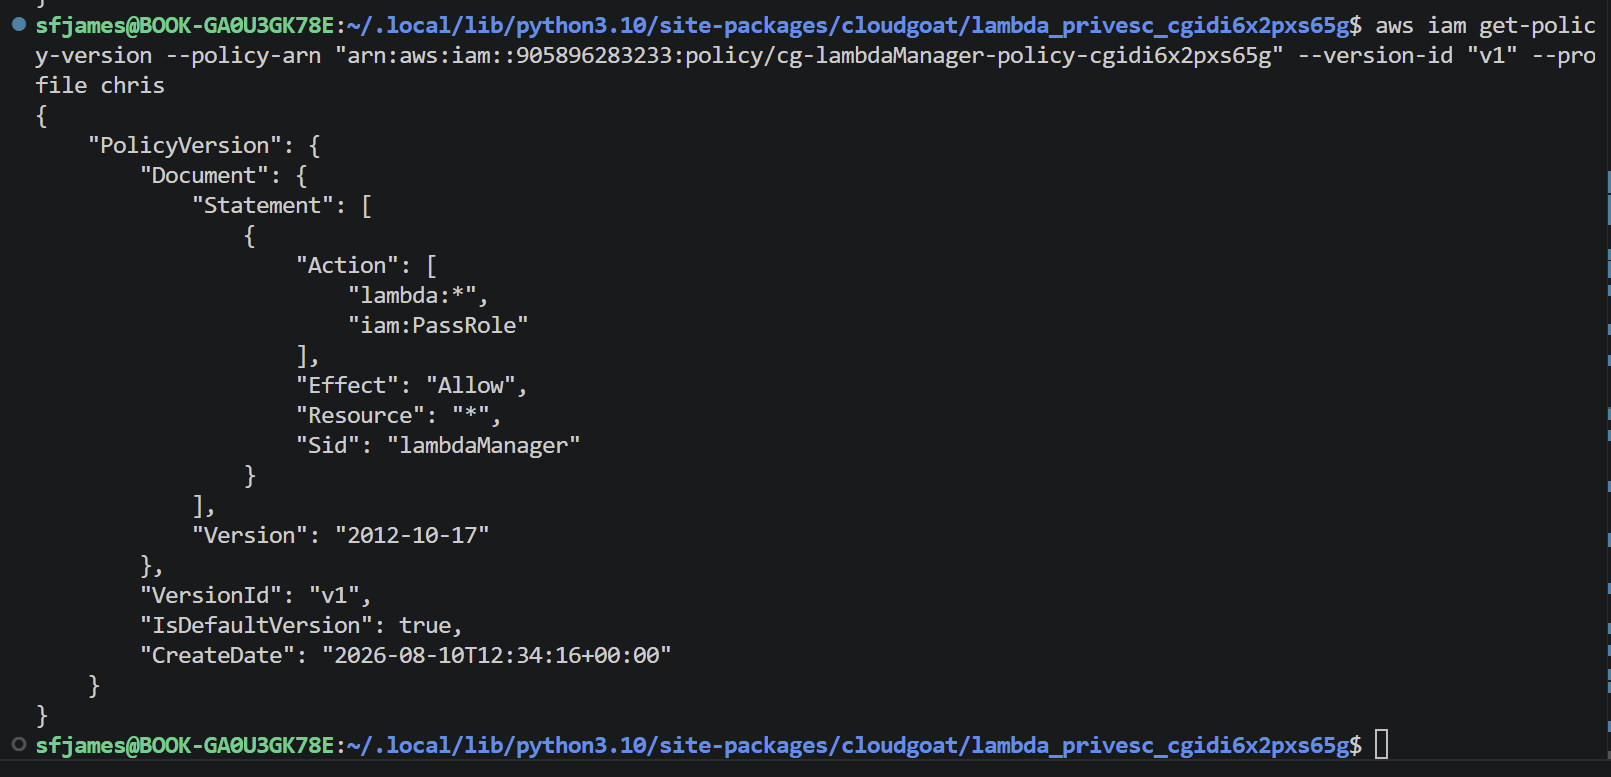 }
sfjames@BOOK-GA0U3GK78E:~/.local/lib/python3.10/site-packages/cloudgoat/lambda_privesc_cgidi6x2pxs65g$ aws iam get-polic
y-version --policy-arn "arn:aws:iam::905896283233:policy/cg-lambdaManager-policy-cgidi6x2pxs65g" --version-id "v1" --pro
file chris
{
    "PolicyVersion": {
        "Document": {
            "Statement": [
                {
                    "Action": [
                        "lambda:*",
                        "iam:PassRole"
                    ],
                    "Effect": "Allow",
                    "Resource": "*",
                    "Sid": "lambdaManager"
                }
            ],
            "Version": "2012-10-17"
        },
        "VersionId": "v1",
        "IsDefaultVersion": true,
        "CreateDate": "2026-08-10T12:34:16+00:00"
    }
}
sfjames@BOOK-GA0U3GK78E:~/.local/lib/python3.10/site-packages/cloudgoat/lambda_privesc_cgidi6x2pxs65g$